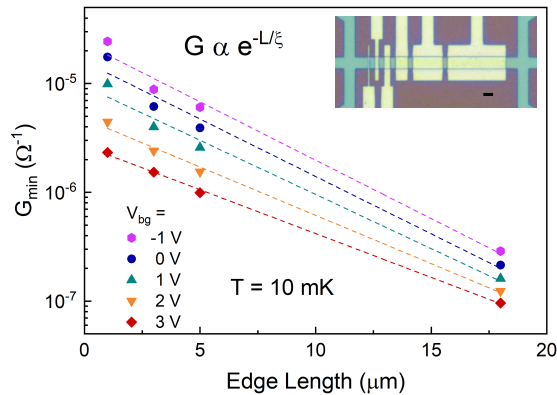 G α e^-L/ξ
G_min (Ω^-1)
10^-5
10^-6
10^-7
V_bg =
-1 V
0 V
1 V
2 V
3 V
T = 10 mK
0 5 10 15 20
Edge Length (μm)